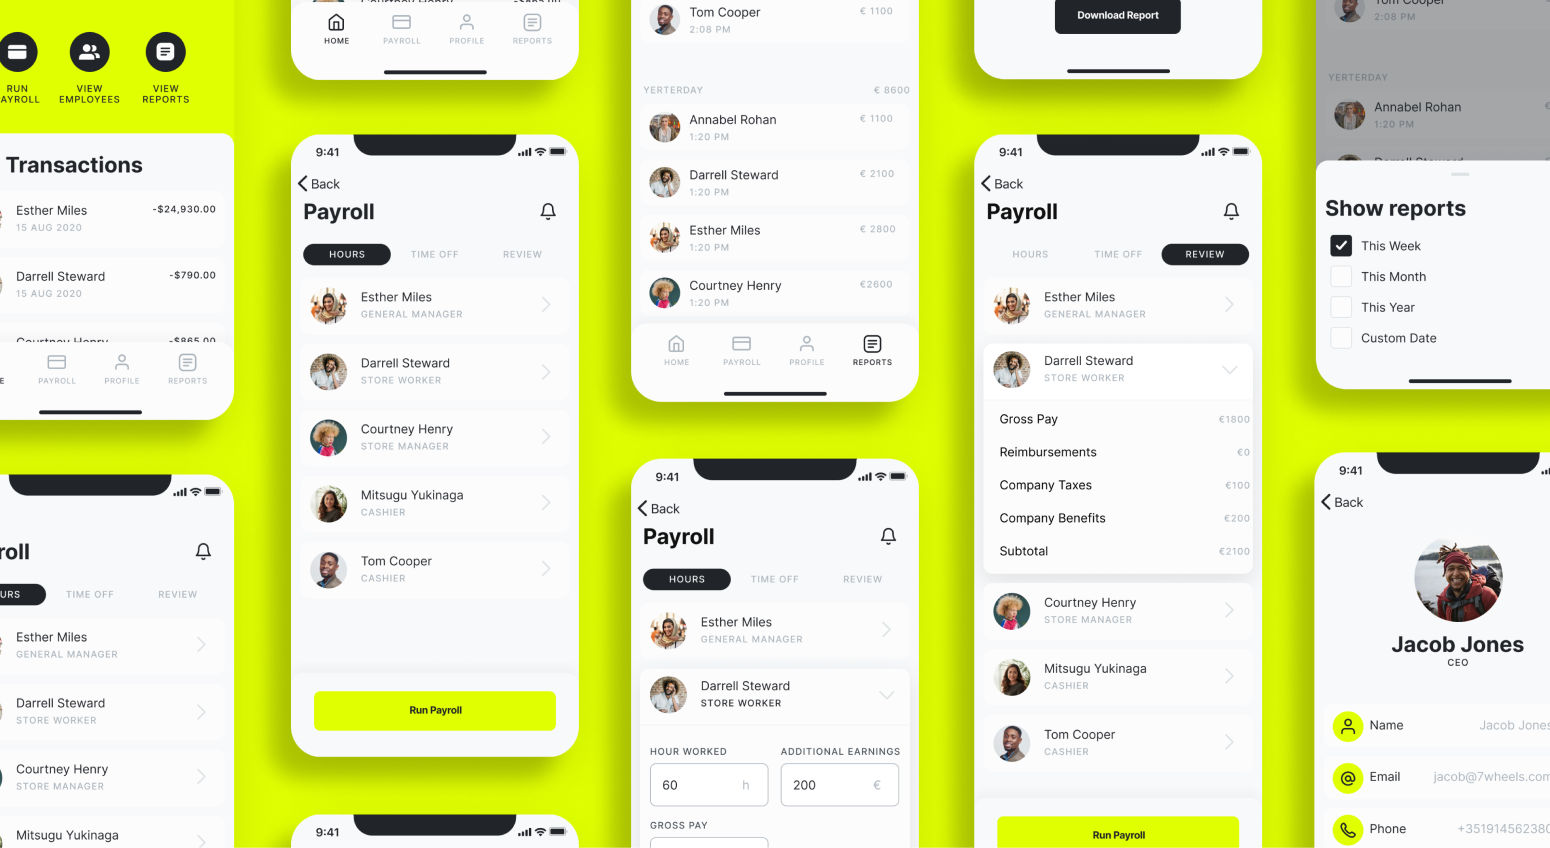 RUN
VIEW
EMPLOYEES
VIEW
REPORTS
Transactions
Esther Miles
-$24,930.00
15 AUG 2020
Darrell Steward
-$790.00
15 AUG 2020
Courtney Henry
-$865.00
PAYROLL
PROFILE
REPORTS
HOME
PAYROLL
PROFILE
REPORTS
9:41
Back
Payroll
HOURS
TIME OFF
REVIEW
Esther Miles
GENERAL MANAGER
Darrell Steward
STORE WORKER
Courtney Henry
STORE MANAGER
Mitsugu Yukinaga
CASHIER
Tom Cooper
CASHIER
Run Payroll
9:41
TIME OFF
REVIEW
Esther Miles
GENERAL MANAGER
Darrell Steward
STORE WORKER
Courtney Henry
STORE MANAGER
Mitsugu Yukinaga
Tom Cooper
€ 1100
2:08 PM
YERTERDAY
€ 8600
Annabel Rohan
€ 1100
1:20 PM
Darrell Steward
€ 2100
1:20 PM
Esther Miles
€ 2800
1:20 PM
Courtney Henry
€2600
1:20 PM
HOME
PAYROLL
PROFILE
REPORTS
9:41
Back
Payroll
HOURS
TIME OFF
REVIEW
Esther Miles
GENERAL MANAGER
Darrell Steward
STORE WORKER
HOUR WORKED
ADDITIONAL EARNINGS
60 h
200 €
GROSS PAY
Download Report
9:41
Back
Payroll
HOURS
TIME OFF
REVIEW
Esther Miles
GENERAL MANAGER
Darrell Steward
STORE WORKER
Gross Pay
€1800
Reimbursements
€0
Company Taxes
€100
Company Benefits
€200
Subtotal
€2100
Courtney Henry
STORE MANAGER
Mitsugu Yukinaga
CASHIER
Tom Cooper
CASHIER
Run Payroll
Tom Cooper
2:08 PM
YERTERDAY
Annabel Rohan
1:20 PM
Darrell Steward
Show reports
This Week
This Month
This Year
Custom Date
9:41
Back
Jacob Jones
CEO
Name
Jacob Jones
Email
jacob@7wheels.com
Phone
+351914562380